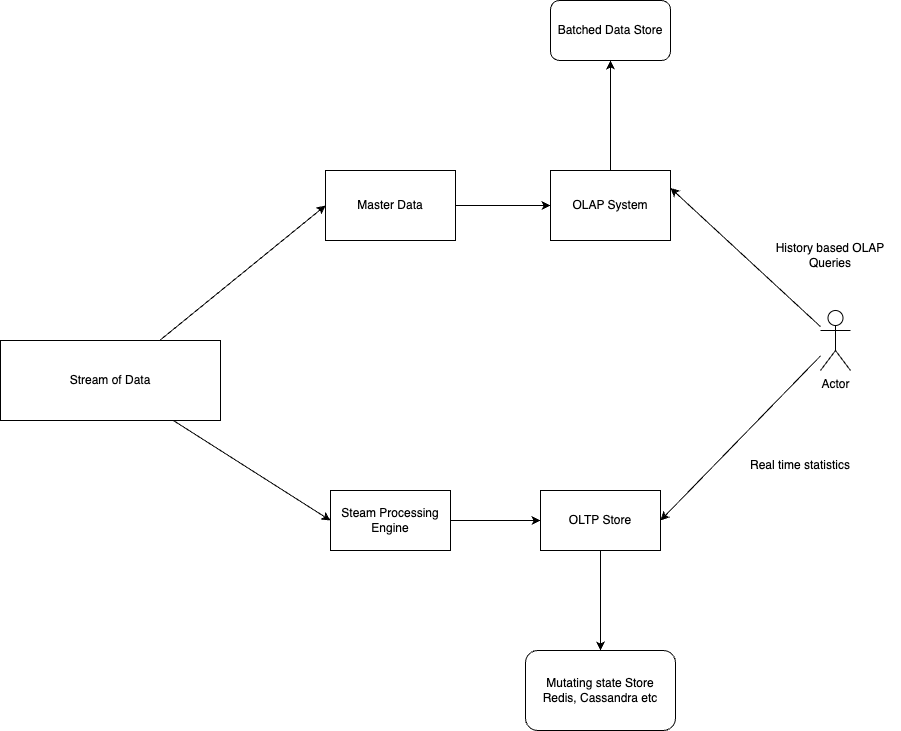 Batched Data Store
Master Data
OLAP System
History based OLAP
Queries
Stream of Data
Actor
Real time statistics
Steam Processing
Engine
OLTP Store
Mutating state Store
Redis, Cassandra etc